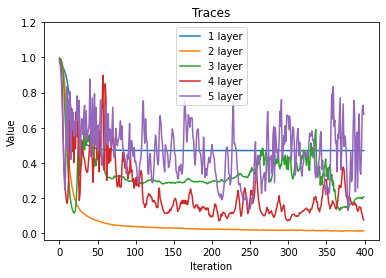 Traces
1 layer
2 layer
3 layer
4 layer
5 layer
Value
1.2
1.0
0.8
0.6
0.4
0.2
0.0
0
50
100
150
200
250
300
350
400
Iteration